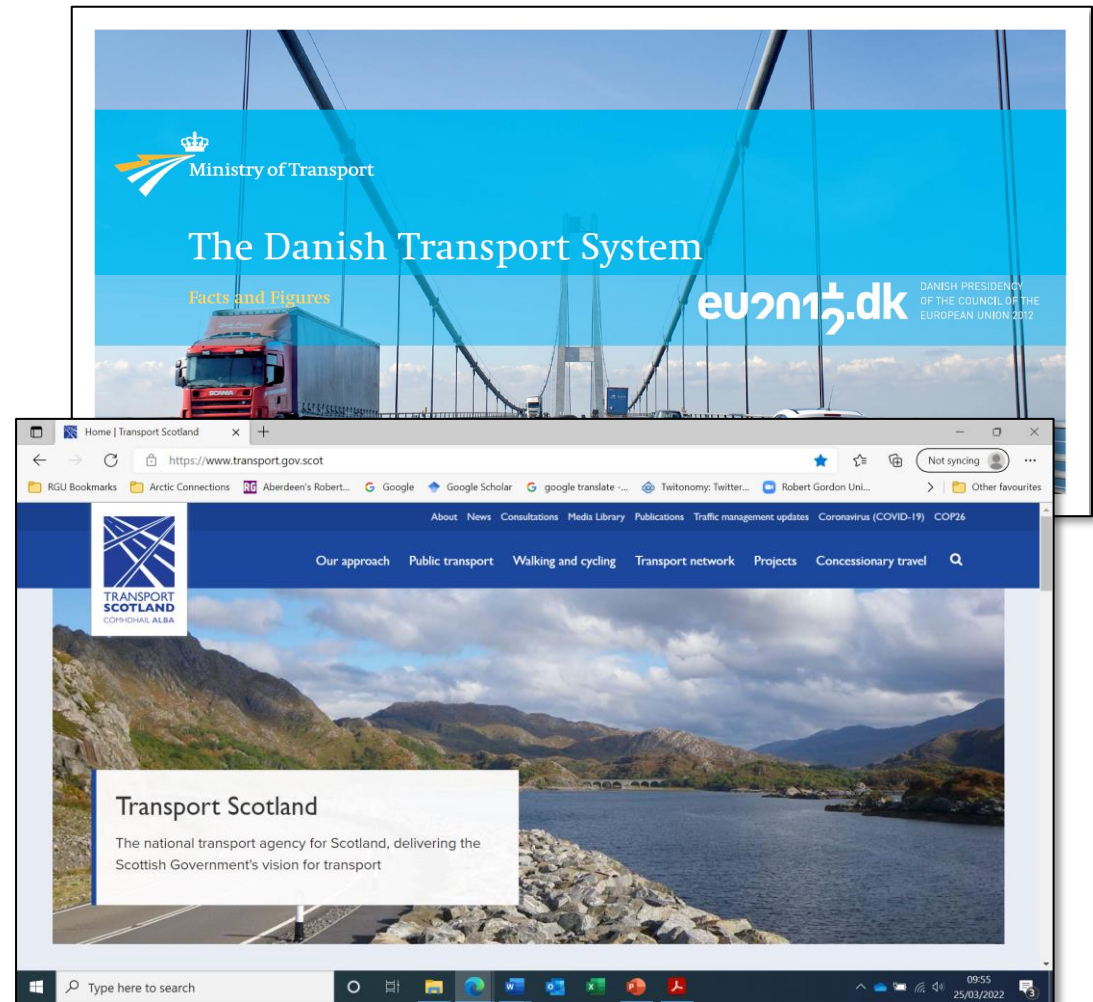 Ministry of Transport
The Danish Transport System
Facts and Figures
eu2012.dk
DANISH PRESIDENCY
OF THE COUNCIL OF THE
EUROPEAN UNION 2012
SCANIA
Home | Transport Scotland
https://www.transport.gov.scot
Not syncing
RGU Bookmarks
Arctic Connections
RG Aberdeen's Robert...
G Google
Google Scholar
G google translate -...
Twitonomy: Twitter...
Robert Gordon Uni...
Other favourites
About News Consultations Media Library Publications Traffic management updates Coronavirus (COVID-19) COP26
Our approach Public transport Walking and cycling Transport network Projects Concessionary travel
TRANSPORT
SCOTLAND
CÒMHDHAIL ALBA
Transport Scotland
The national transport agency for Scotland, delivering the
Scottish Government's vision for transport
Type here to search
09:55
25/03/2022
3